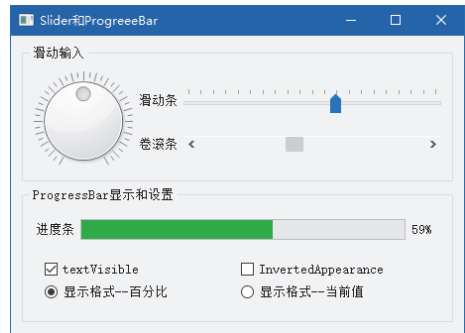 Slider和ProgreeeBar
滑动输入
滑动条
卷滚条
ProgressBar显示和设置
进度条 59%
textVisible InvertedAppearance
显示格式--百分比 显示格式--当前值